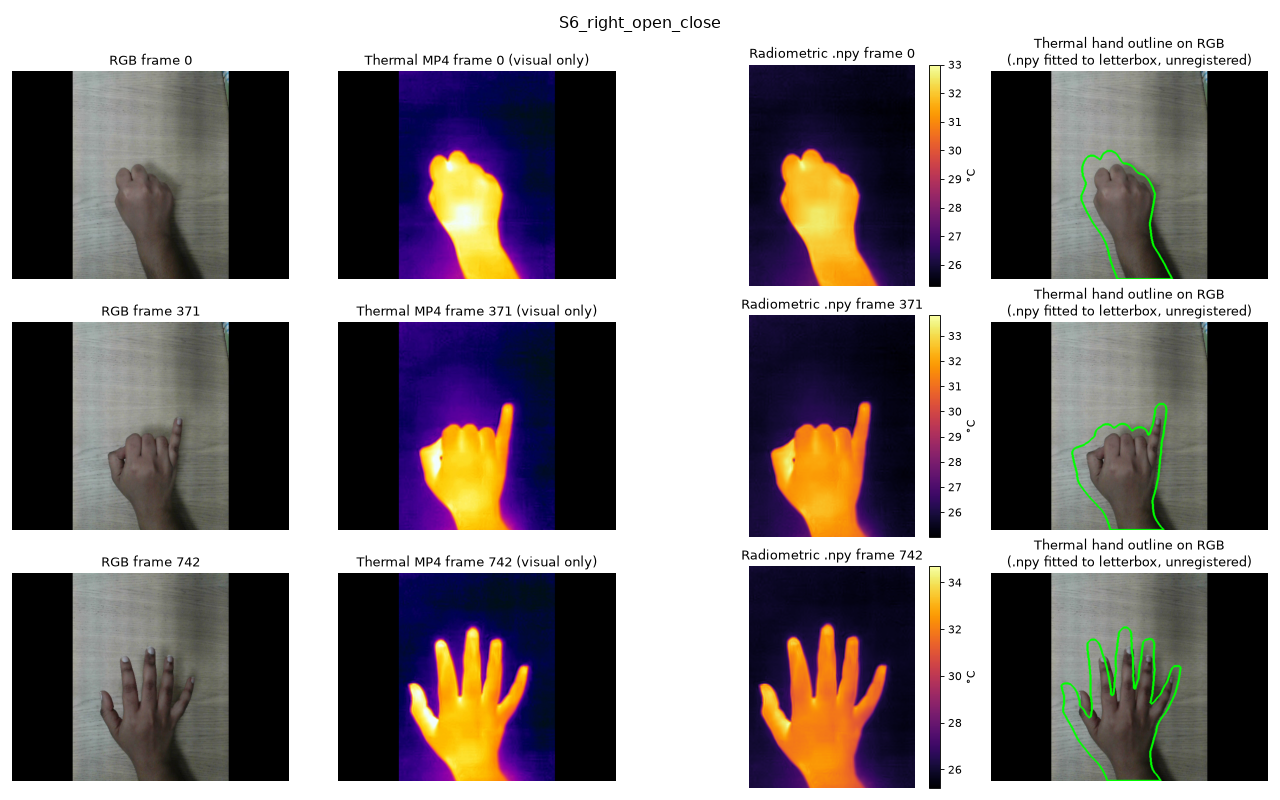 S6_right_open_close
RGB frame 0
Thermal MP4 frame 0 (visual only)
Radiometric .npy frame 0
Thermal hand outline on RGB
(.npy fitted to letterbox, unregistered)
33
32
31
30
29
28
27
26
°C
RGB frame 371
Thermal MP4 frame 371 (visual only)
Radiometric .npy frame 371
Thermal hand outline on RGB
(.npy fitted to letterbox, unregistered)
33
32
31
30
29
28
27
26
°C
RGB frame 742
Thermal MP4 frame 742 (visual only)
Radiometric .npy frame 742
Thermal hand outline on RGB
(.npy fitted to letterbox, unregistered)
34
32
30
28
26
°C